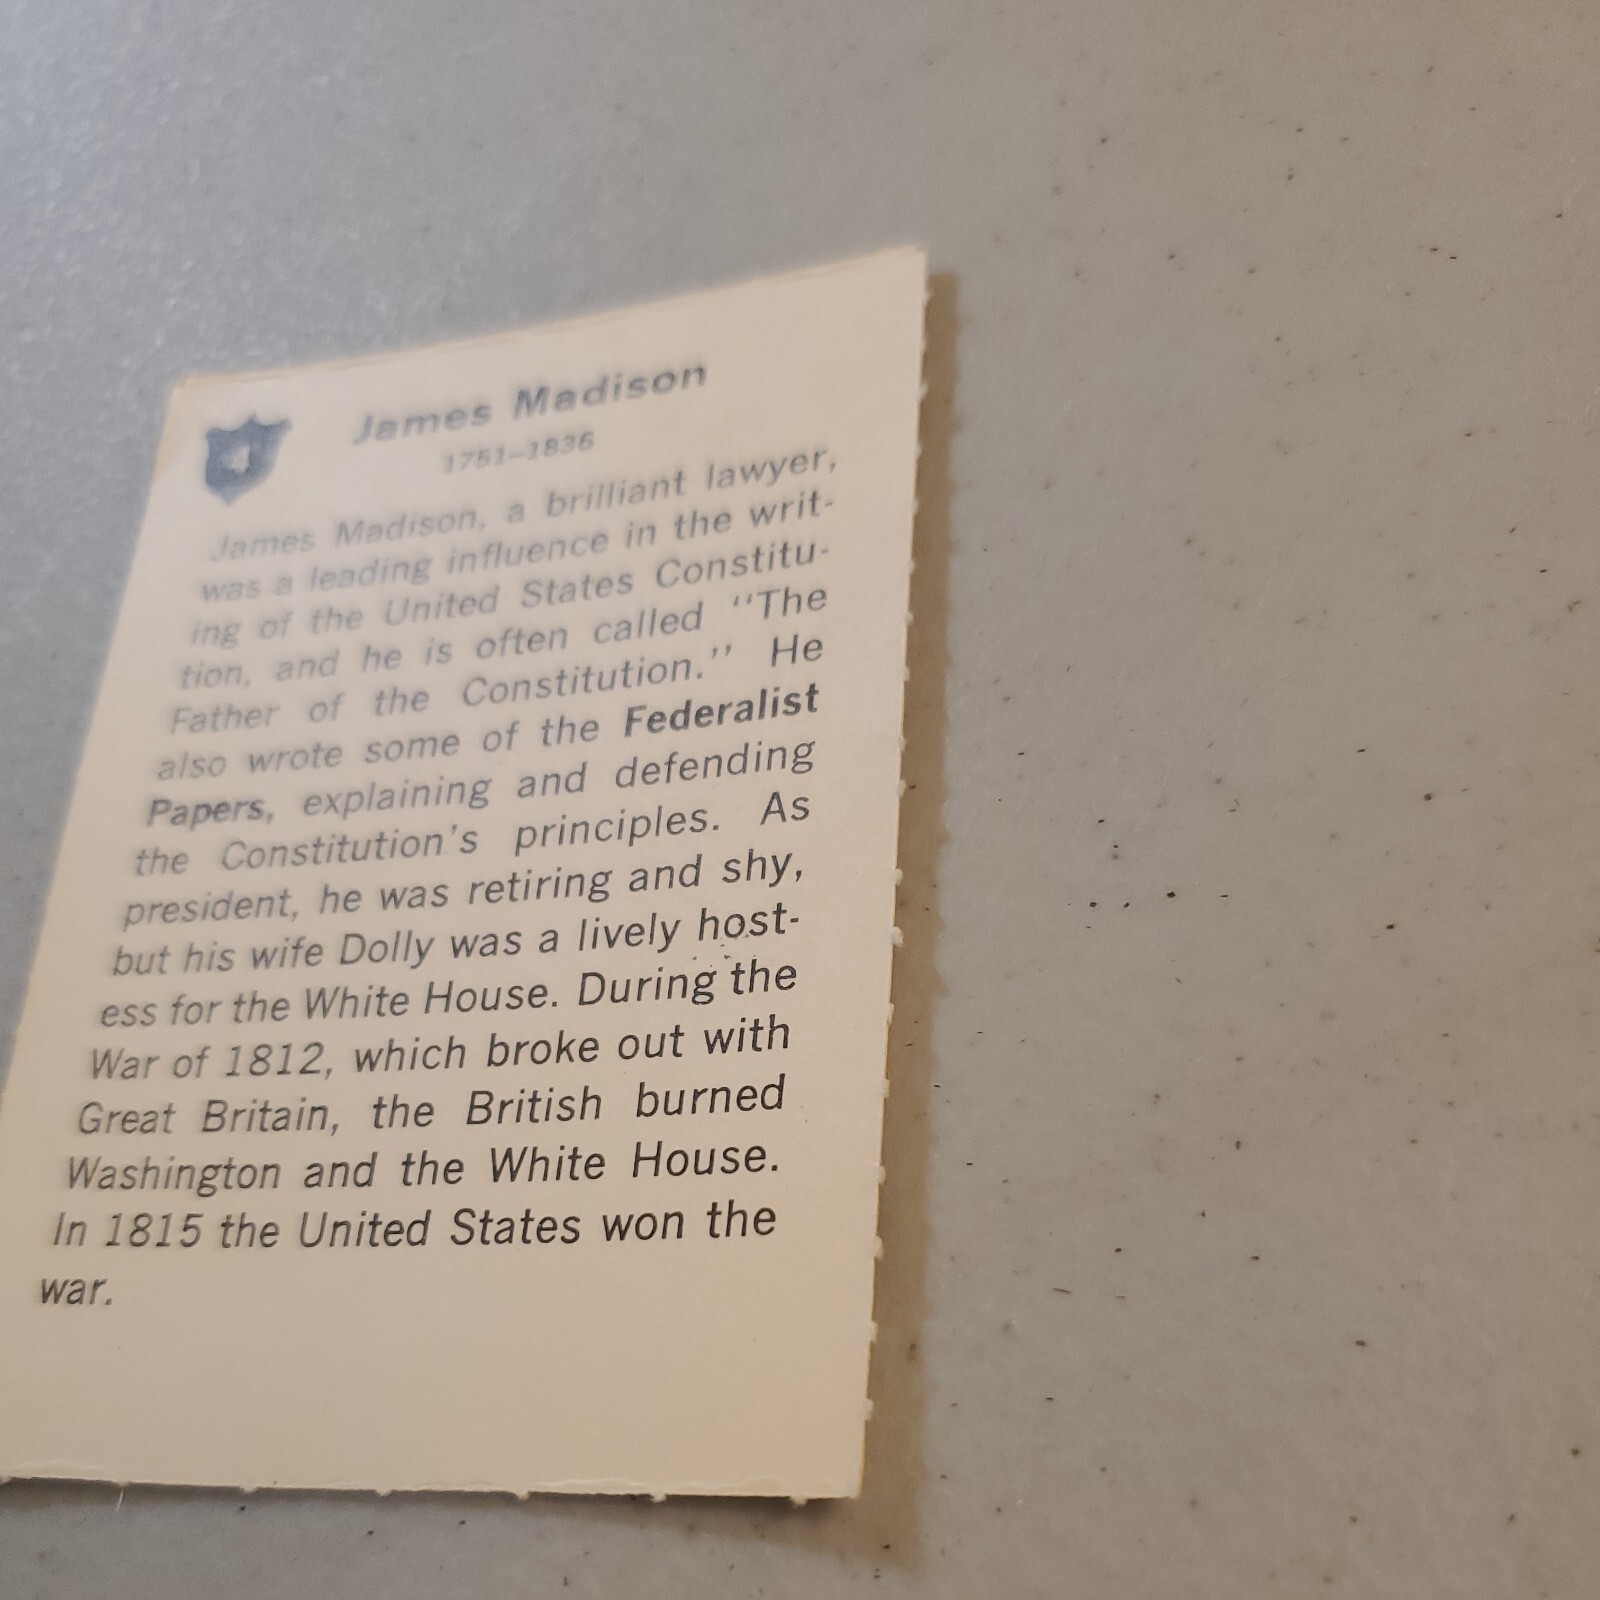 4
James Madison
1751–1836
James Madison, a brilliant lawyer,
was a leading influence in the writ-
ing of the United States Constitu-
tion, and he is often called "The
Father of the Constitution." He
also wrote some of the Federalist
Papers, explaining and defending
the Constitution's principles. As
president, he was retiring and shy,
but his wife Dolly was a lively host-
ess for the White House. During the
War of 1812, which broke out with
Great Britain, the British burned
Washington and the White House.
In 1815 the United States won the
war.